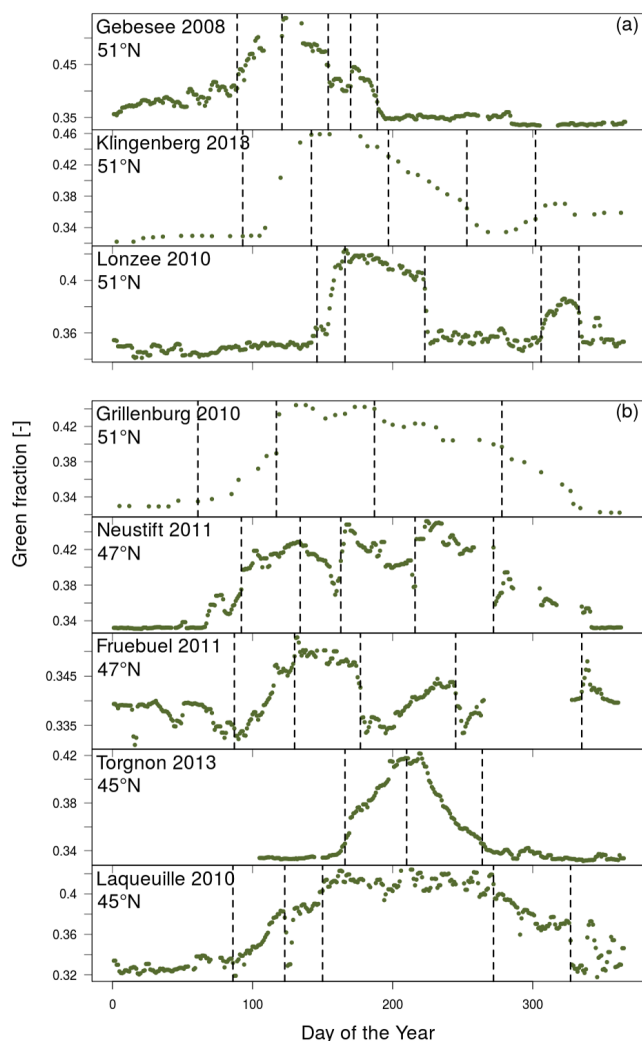 Gebesee 2008
(a)
51°N
0.45
0.35
0.46
Klingenberg 2013
51°N
0.42
0.38
0.34
Lonzee 2010
51°N
0.4
0.36
Grillenburg 2010
(b)
51°N
0.42
0.38
0.34
Green fraction [-]
Neustift 2011
47°N
0.42
0.38
0.34
Fruebuel 2011
47°N
0.345
0.335
0.42
Torgnon 2013
45°N
0.38
0.34
Laqueuille 2010
45°N
0.4
0.36
0.32
0 100 200 300
Day of the Year